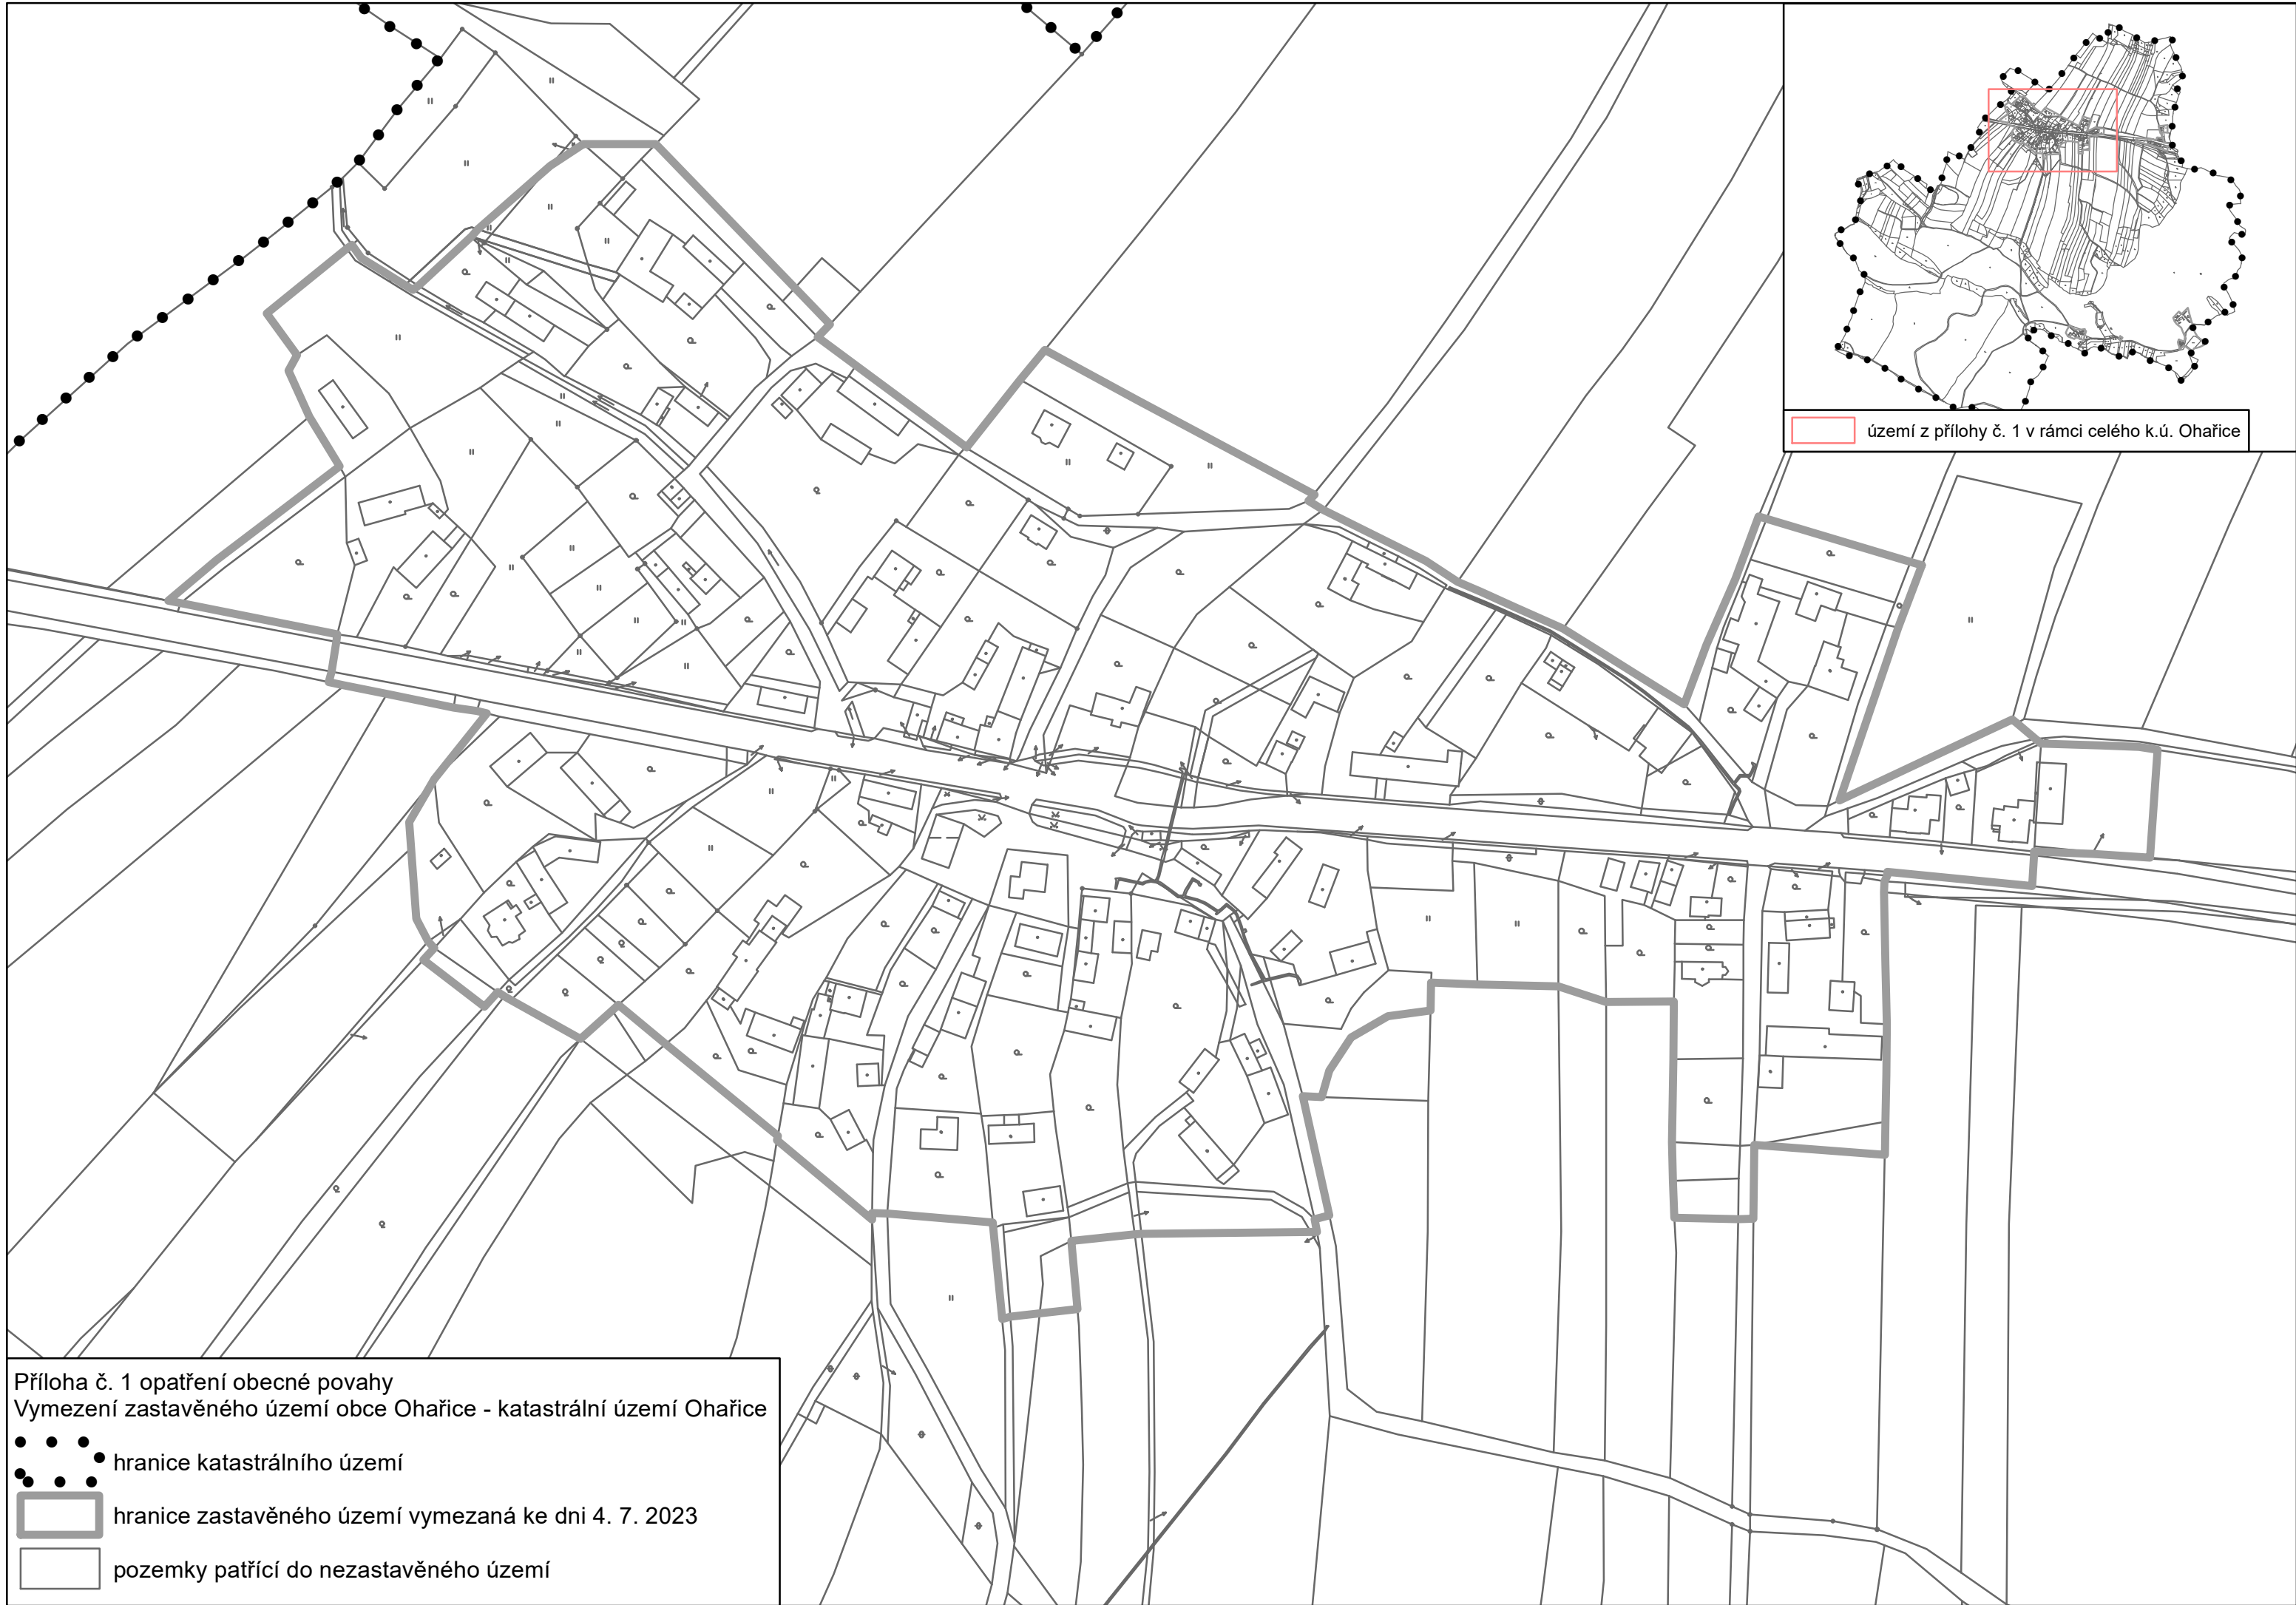 území z přílohy č. 1 v rámci celého k.ú. Ohařice
Příloha č. 1 opatření obecné povahy
Vymezení zastavěného území obce Ohařice - katastrální území Ohařice
hranice katastrálního území
hranice zastavěného území vymezaná ke dni 4. 7. 2023
pozemky patřící do nezastavěného území